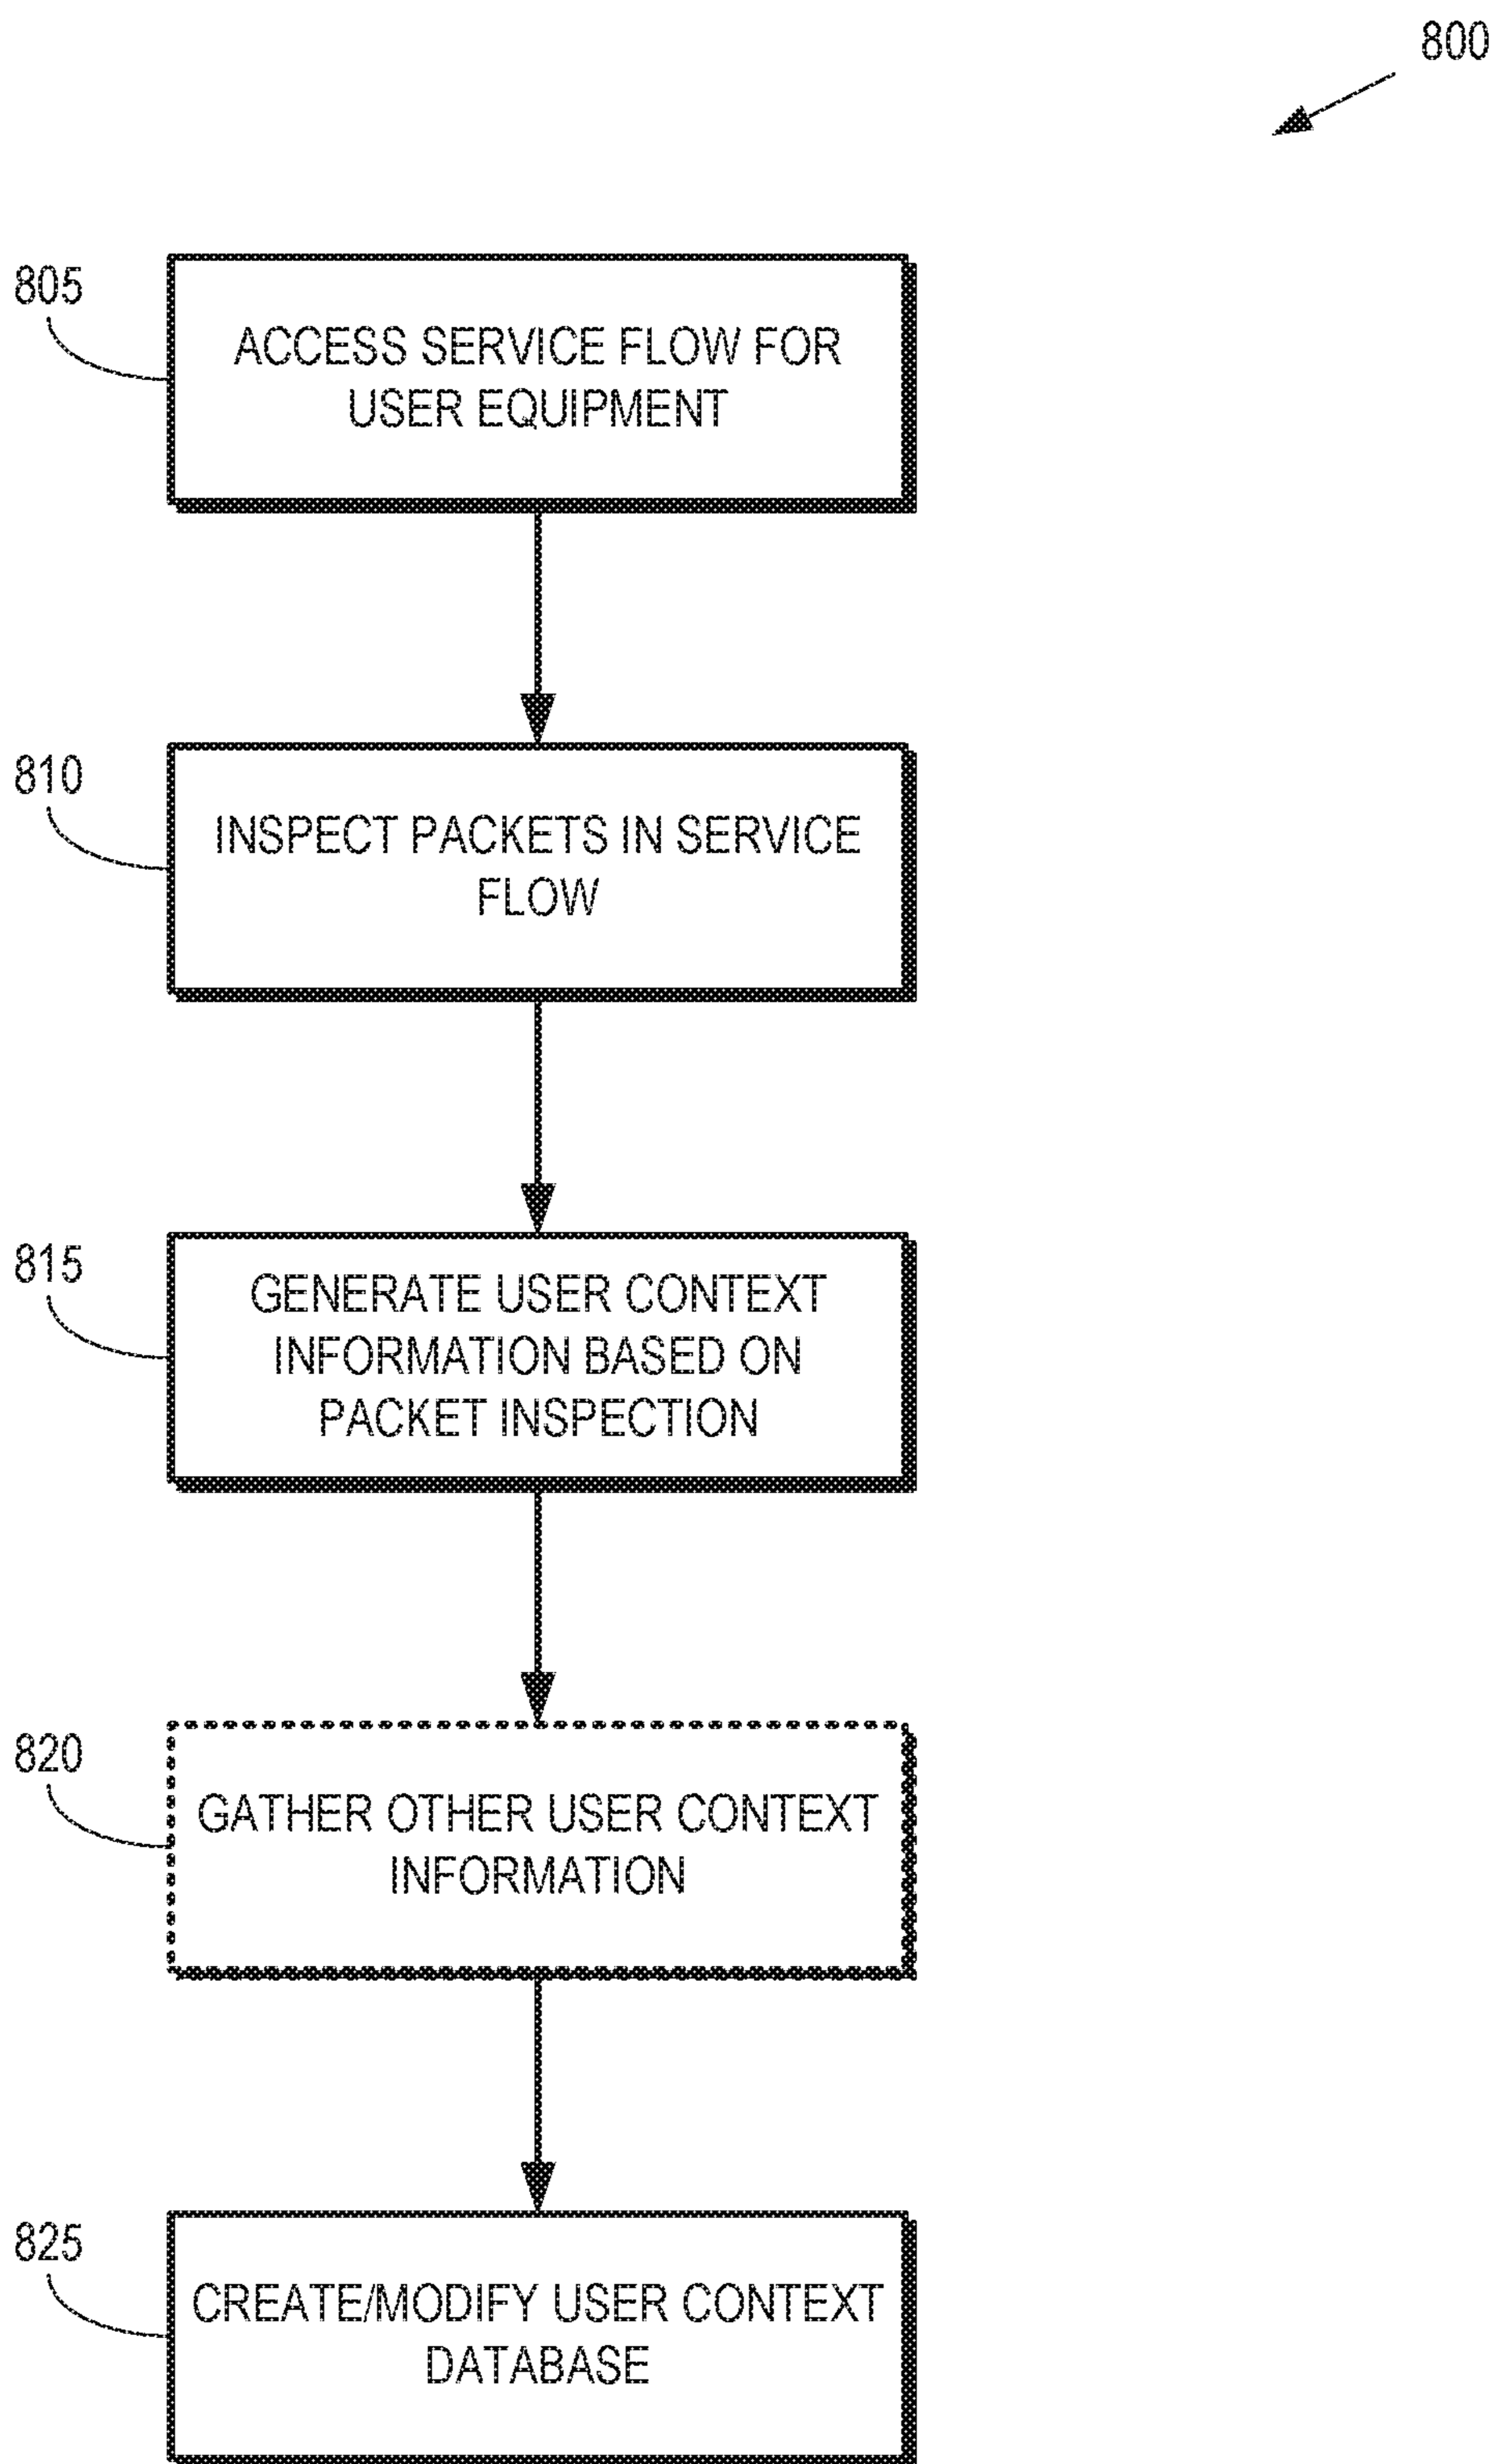 800
805
ACCESS SERVICE FLOW FOR
USER EQUIPMENT
810
INSPECT PACKETS IN SERVICE
FLOW
815
GENERATE USER CONTEXT
INFORMATION BASED ON
PACKET INSPECTION
820
GATHER OTHER USER CONTEXT
INFORMATION
825
CREATE/MODIFY USER CONTEXT
DATABASE